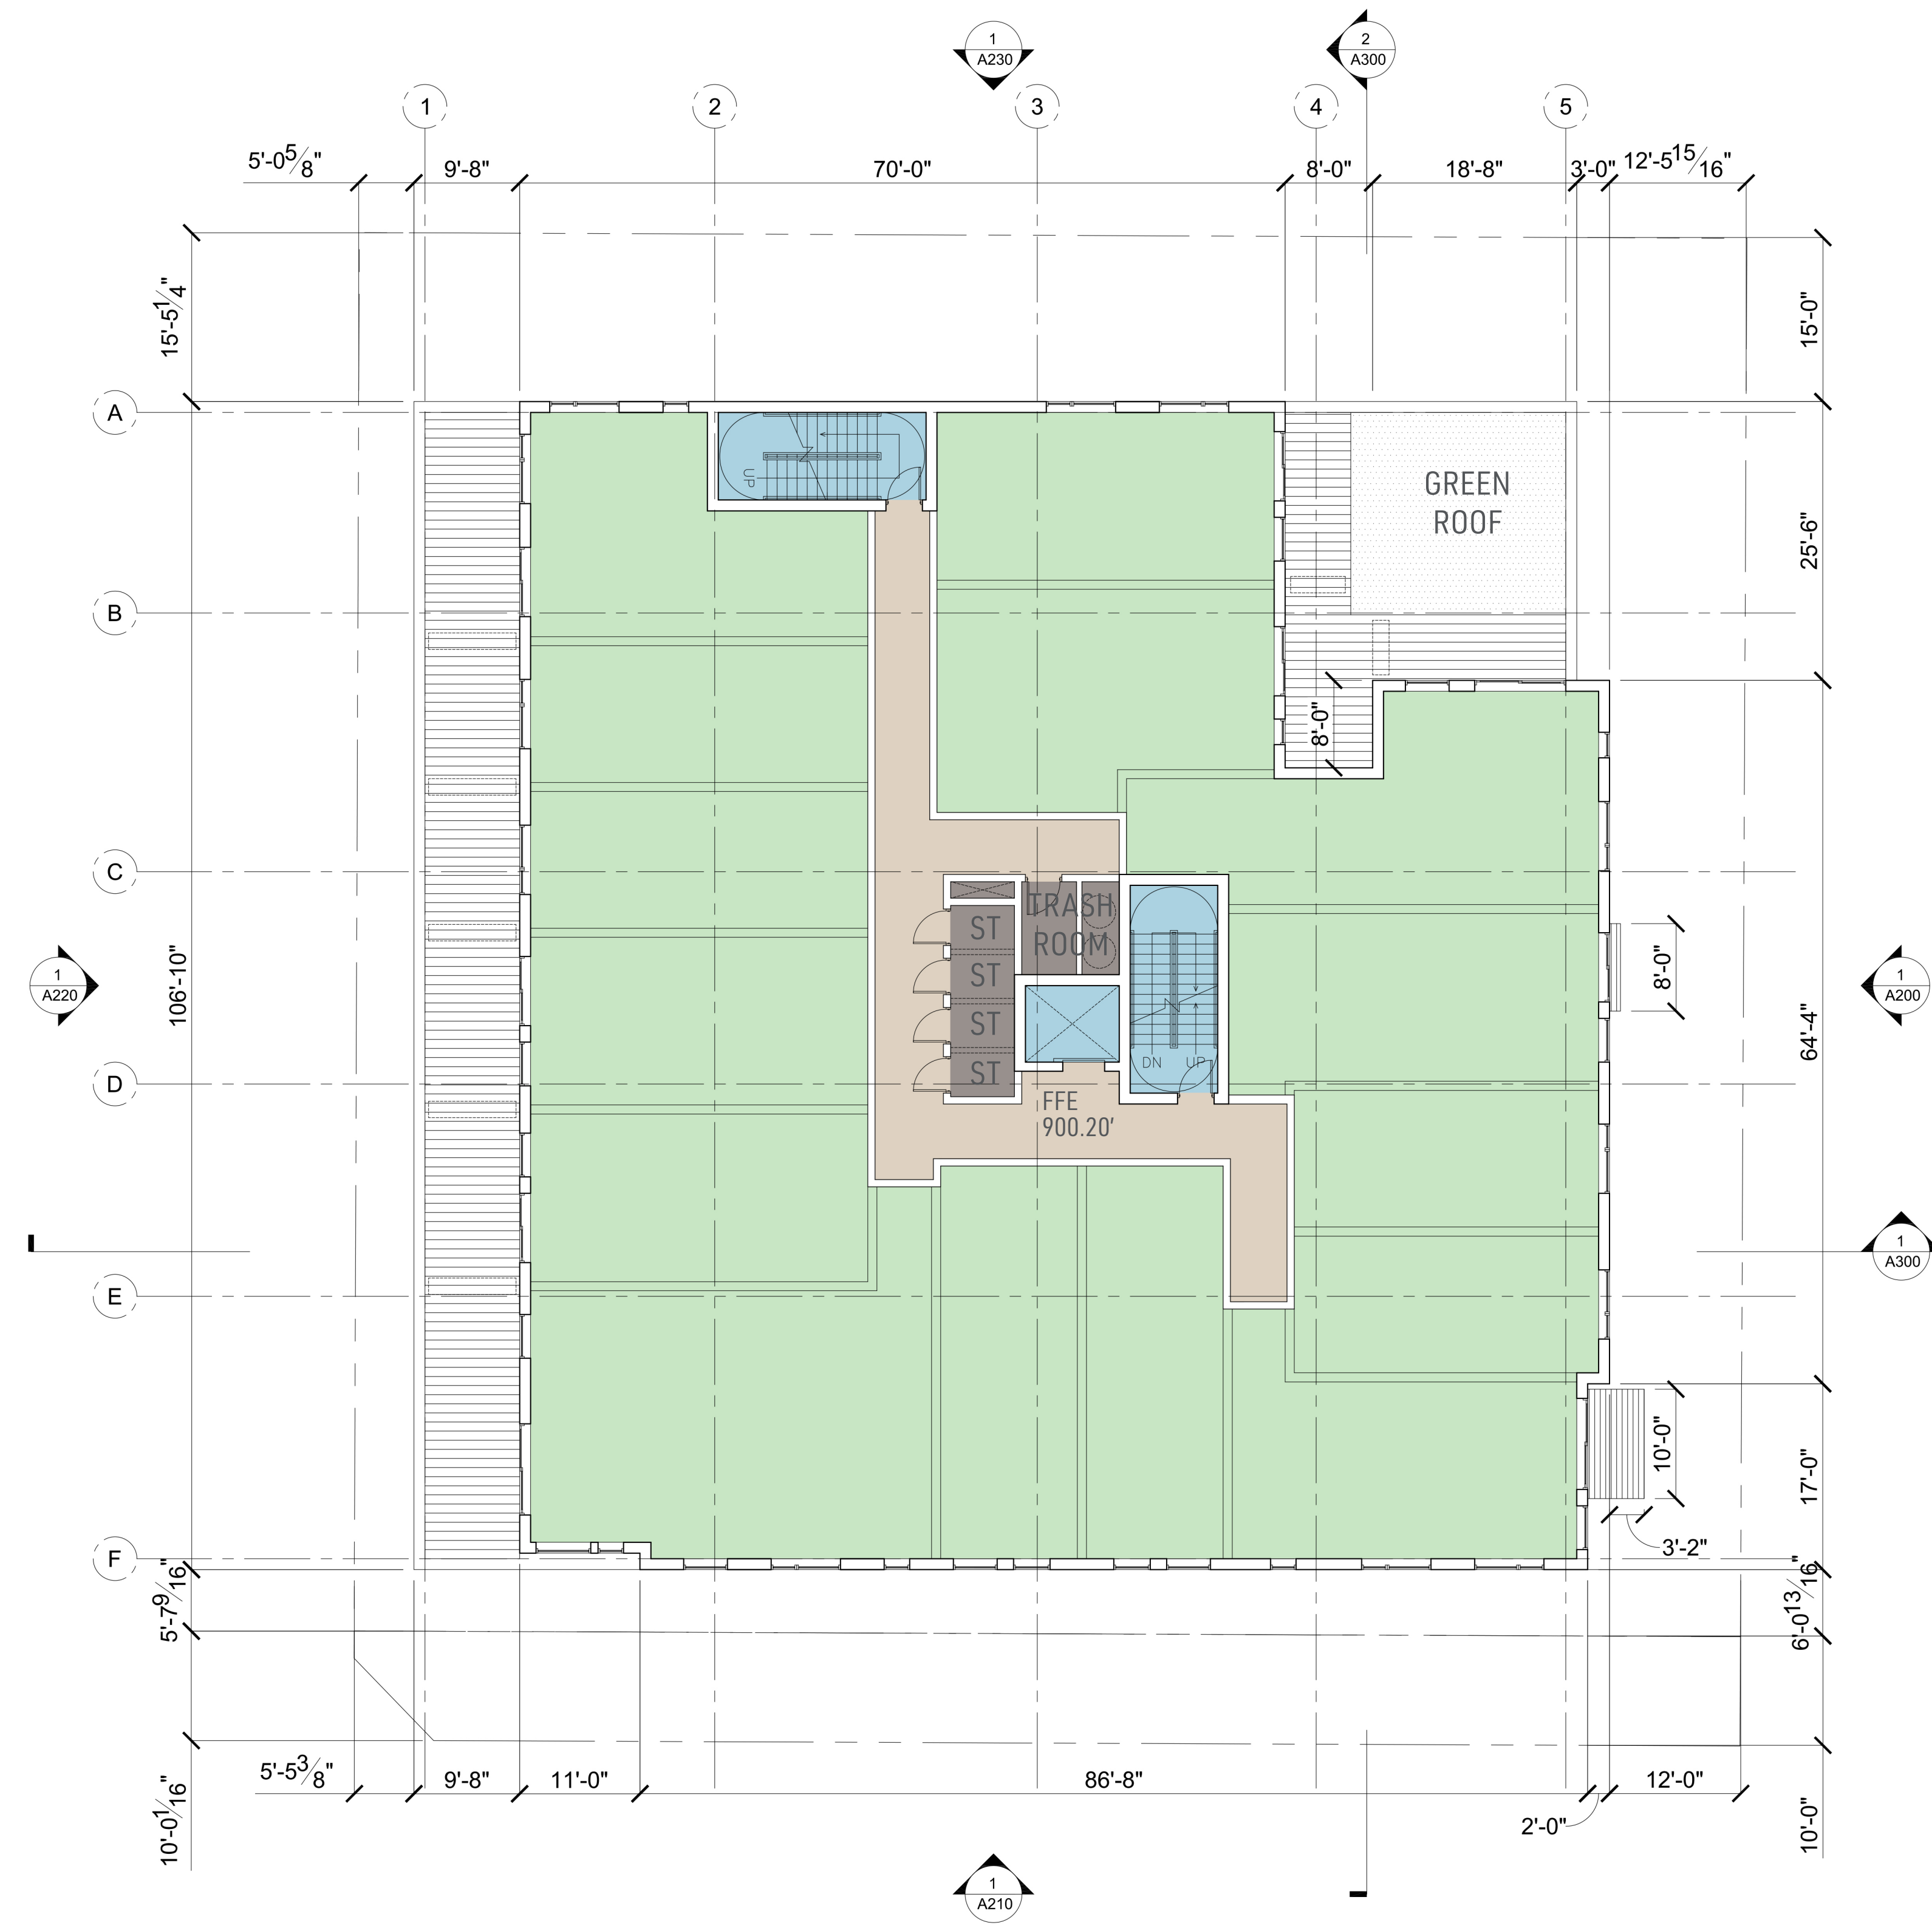 1
A230
2
A300
1
2
3
4
5
5'-0 5/8"
9'-8"
70'-0"
8'-0"
18'-8"
3'-0"
12'-5 15/16"
15'-5 1/4"
15'-0"
A
UP
GREEN
ROOF
25'-6"
B
8'-0"
C
TRASH
ROOM
ST
ST
ST
ST
106'-10"
1
A220
8'-0"
1
A200
64'-4"
DN
UP
D
FFE
900.20'
1
A300
E
10'-0"
17'-0"
3'-2"
F
5'-7 9/16"
6'-0 13/16"
5'-5 3/8"
9'-8"
11'-0"
86'-8"
12'-0"
2'-0"
10'-0 1/16"
10'-0"
1
A210